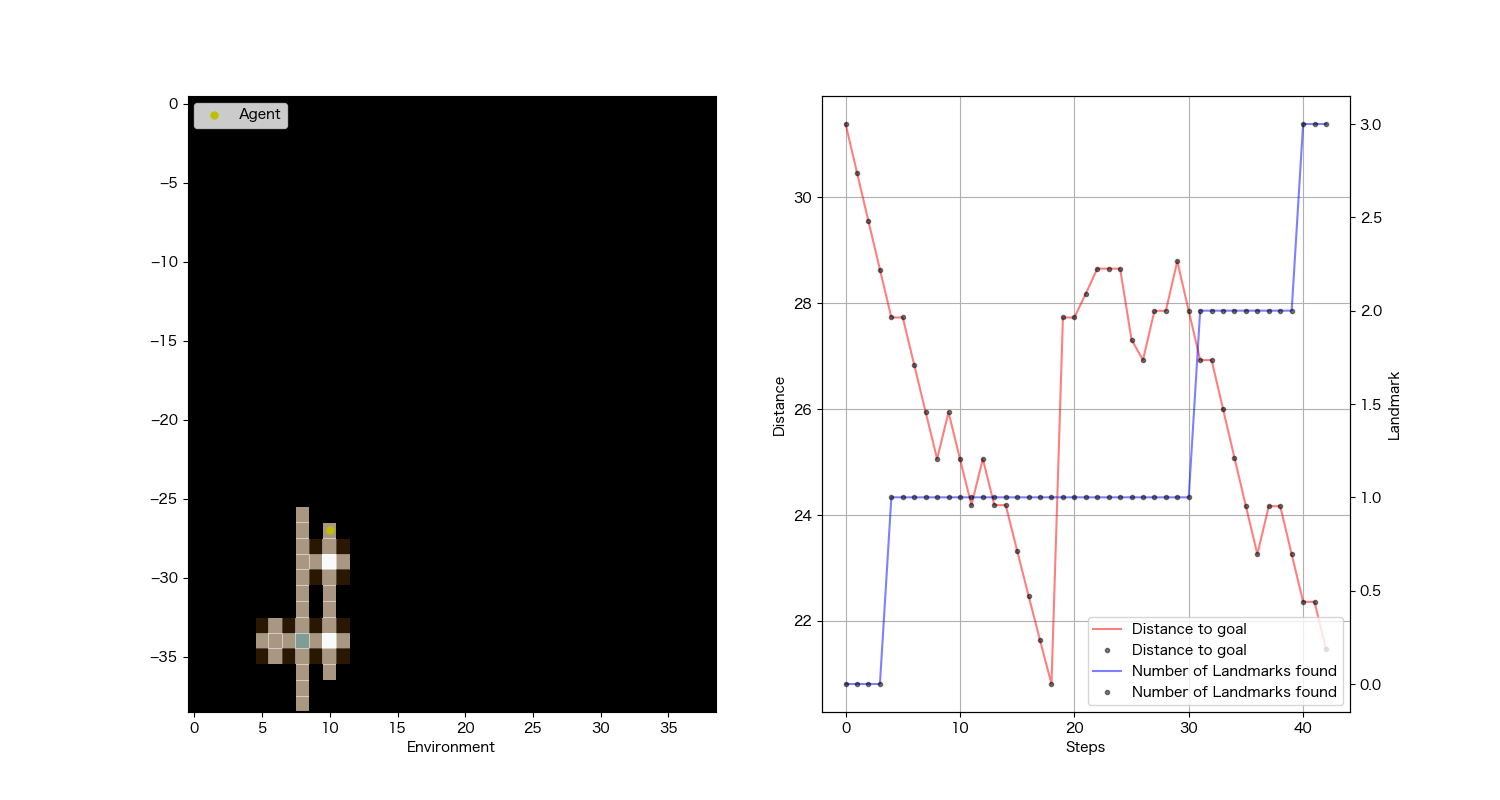 0
−5
−10
−15
−20
−25
−30
−35
Agent
0 5 10 15 20 25 30 35
Environment
30
28
26
24
22
Distance
3.0
2.5
2.0
1.5
1.0
0.5
0.0
Landmark
Distance to goal
Distance to goal
Number of Landmarks found
Number of Landmarks found
0 10 20 30 40
Steps